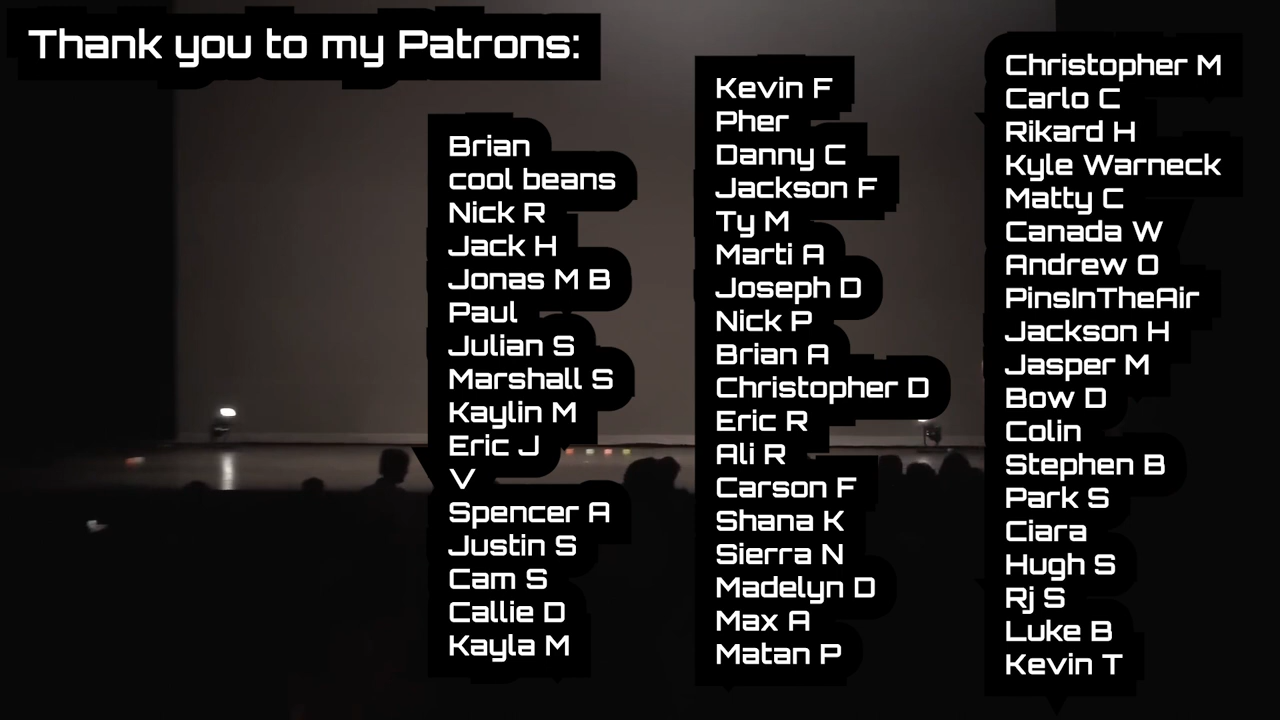 Thank you to my Patrons:
Brian
cool beans
Nick R
Jack H
Jonas M B
Paul
Julian S
Marshall S
Kaylin M
Eric J
V
Spencer A
Justin S
Cam S
Callie D
Kayla M
Kevin F
Pher
Danny C
Jackson F
Ty M
Marti A
Joseph D
Nick P
Brian A
Christopher D
Eric R
Ali R
Carson F
Shana K
Sierra N
Madelyn D
Max A
Matan P
Christopher M
Carlo C
Rikard H
Kyle Warneck
Matty C
Canada W
Andrew O
PinsInTheAir
Jackson H
Jasper M
Bow D
Colin
Stephen B
Park S
Ciara
Hugh S
Rj S
Luke B
Kevin T